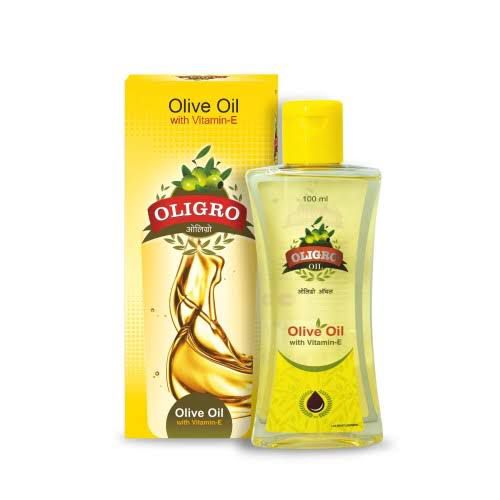 Olive Oil
with Vitamin-E
OLIGRO
ओलिग्रो
Olive Oil
with Vitamin-E
100 ml
OLIGRO
OIL
ओलिग्रो ऑयल
Olive Oil
with Vitamin-E